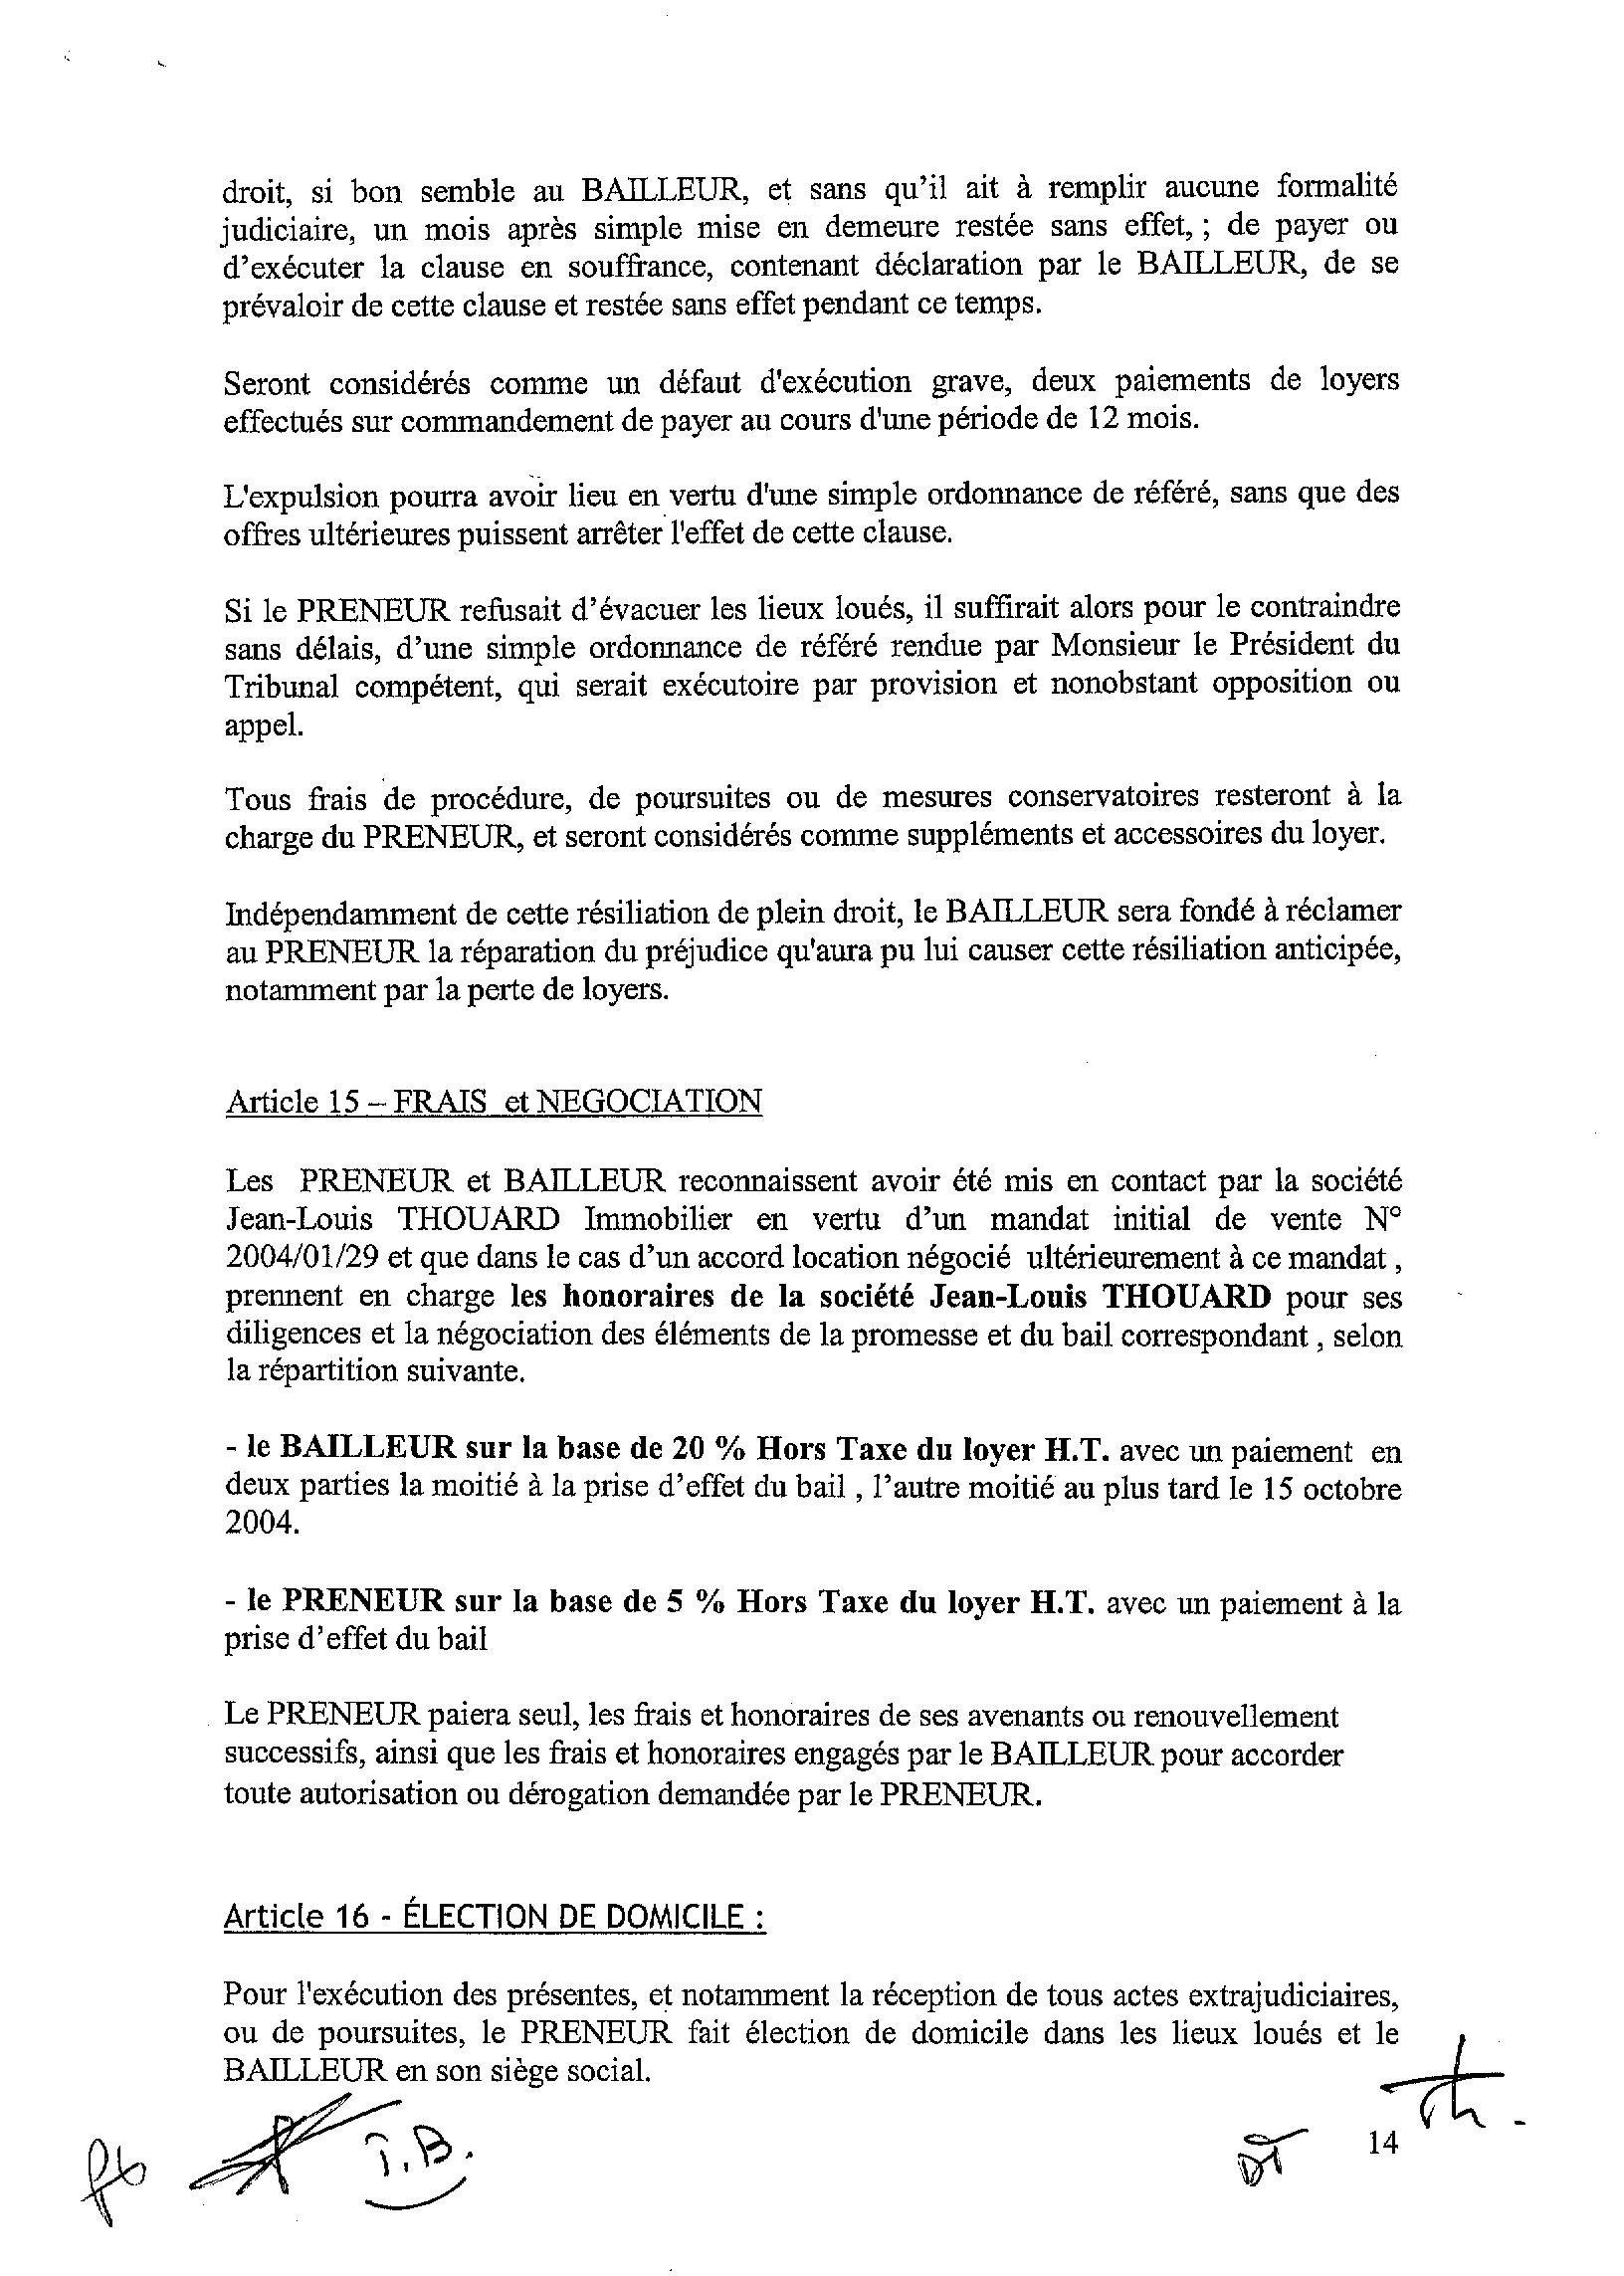 droit, si bon semble au BAILLEUR, et sans qu’il ait à remplir aucune formalité
judiciaire, un mois après simple mise en demeure restée sans effet, ; de payer ou
d’exécuter la clause en souffrance, contenant déclaration par le BAILLEUR, de se
prévaloir de cette clause et restée sans effet pendant ce temps.
Seront considérés comme un défaut d'exécution grave, deux paiements de loyers
effectués sur commandement de payer au cours d'une période de 12 mois.
L'expulsion pourra avoir lieu en vertu d'une simple ordonnance de référé, sans que des
offres ultérieures puissent arrêter l'effet de cette clause.
Si le PRENEUR refusait d’évacuer les lieux loués, il suffirait alors pour le contraindre
sans délais, d’une simple ordonnance de référé rendue par Monsieur le Président du
Tribunal compétent, qui serait exécutoire par provision et nonobstant opposition ou
appel.
Tous frais de procédure, de poursuites ou de mesures conservatoires resteront à la
charge du PRENEUR, et seront considérés comme suppléments et accessoires du loyer.
Indépendamment de cette résiliation de plein droit, le BAILLEUR sera fondé à réclamer
au PRENEUR la réparation du préjudice qu'aura pu lui causer cette résiliation anticipée,
notamment par la perte de loyers.
Article 15 – FRAIS et NEGOCIATION
Les PRENEUR et BAILLEUR reconnaissent avoir été mis en contact par la société
Jean-Louis THOUARD Immobilier en vertu d’un mandat initial de vente N°
2004/01/29 et que dans le cas d’un accord location négocié ultérieurement à ce mandat ,
prennent en charge les honoraires de la société Jean-Louis THOUARD pour ses
diligences et la négociation des éléments de la promesse et du bail correspondant , selon
la répartition suivante.
- le BAILLEUR sur la base de 20 % Hors Taxe du loyer H.T. avec un paiement en
deux parties la moitié à la prise d’effet du bail , l’autre moitié au plus tard le 15 octobre
2004.
- le PRENEUR sur la base de 5 % Hors Taxe du loyer H.T. avec un paiement à la
prise d’effet du bail
Le PRENEUR paiera seul, les frais et honoraires de ses avenants ou renouvellement
successifs, ainsi que les frais et honoraires engagés par le BAILLEUR pour accorder
toute autorisation ou dérogation demandée par le PRENEUR.
Article 16 - ÉLECTION DE DOMICILE :
Pour l'exécution des présentes, et notamment la réception de tous actes extrajudiciaires,
ou de poursuites, le PRENEUR fait élection de domicile dans les lieux loués et le
BAILLEUR en son siège social.
14